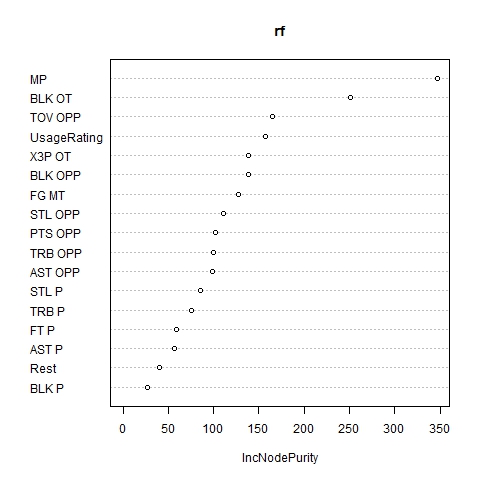 rf
MP
BLK OT
TOV OPP
UsageRating
X3P OT
BLK OPP
FG MT
STL OPP
PTS OPP
TRB OPP
AST OPP
STL P
TRB P
FT P
AST P
Rest
BLK P
0 50 100 150 200 250 300 350
IncNodePurity